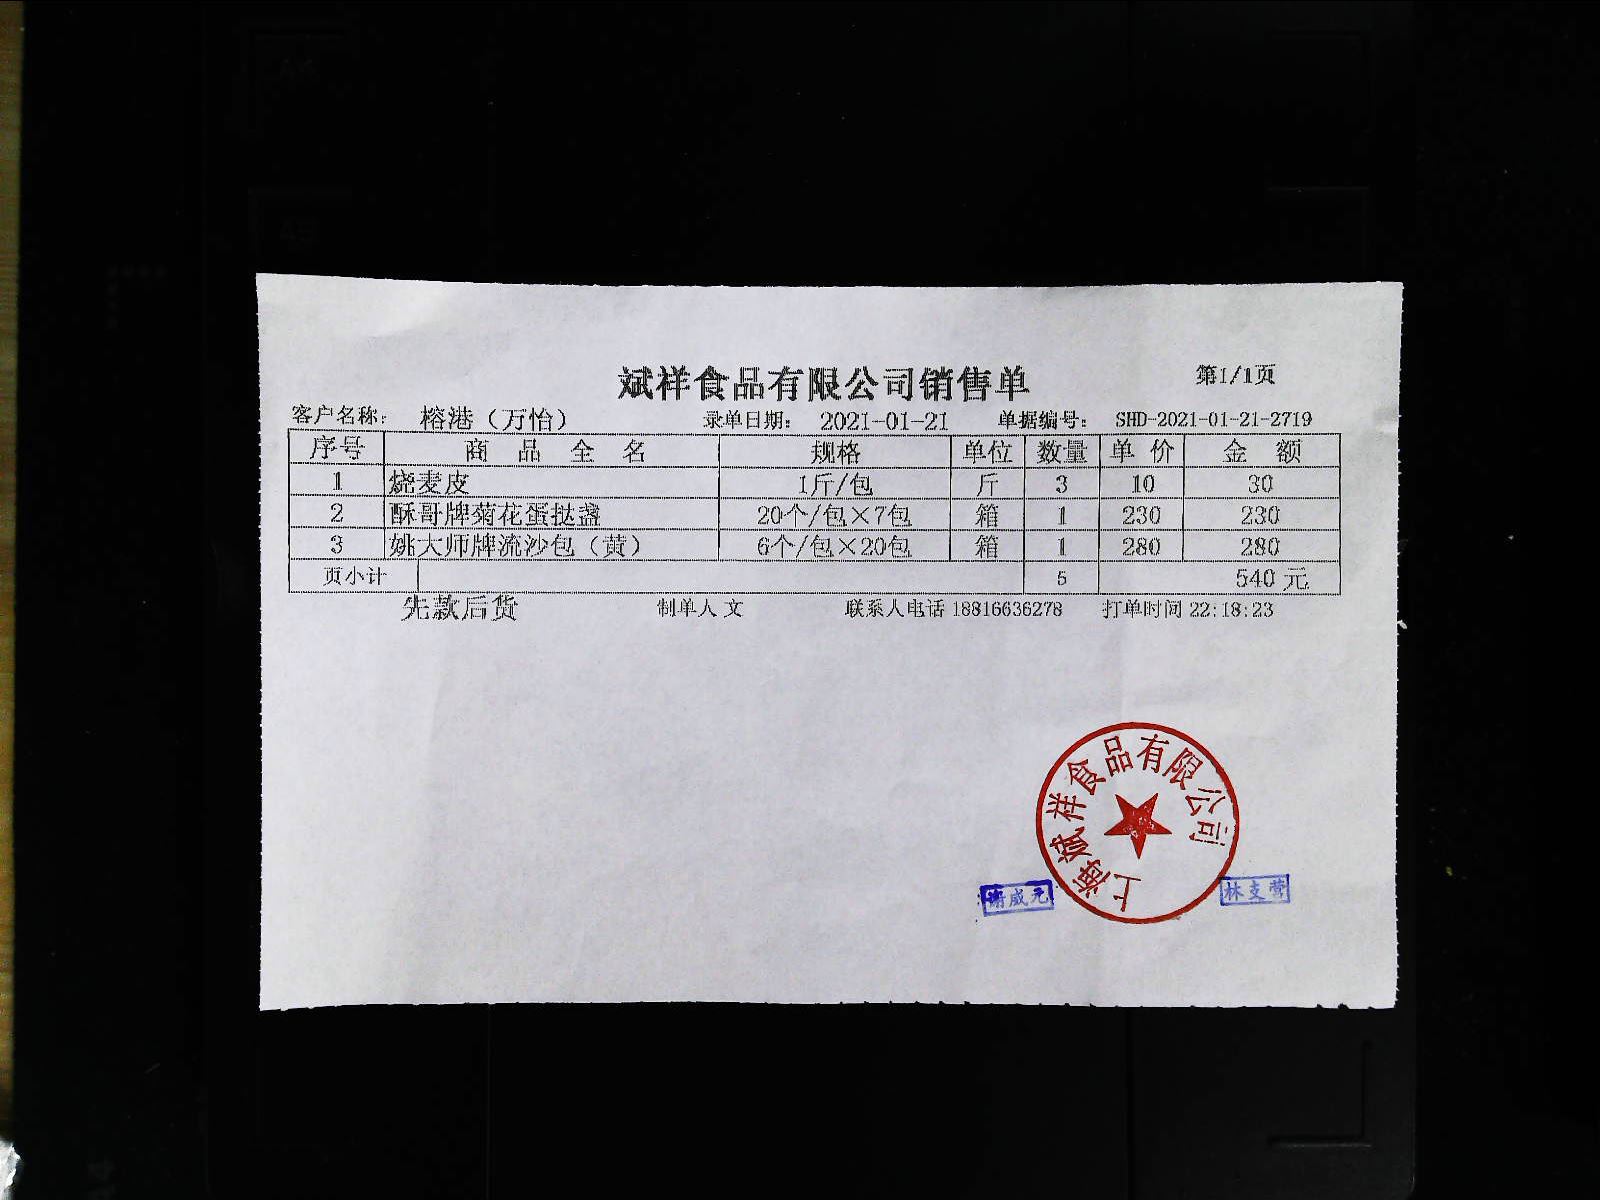 斌祥食品有限公司销售单 第1/1页
客户名称: 榕港（万怡） 录单日期: 2021-01-21 单据编号: SHD-2021-01-21-2719
序号 商品全名 规格 单位 数量 单价 金额
1 烧麦皮 1斤/包 斤 3 10 30
2 酥哥牌菊花蛋挞盏 20个/包×7包 箱 1 230 230
3 姚大师牌流沙包（黄） 6个/包×20包 箱 1 280 280
页小计 5 540 元
先款后货 制单人 文 联系人电话 18816636278 打单时间 22:18:23
上海斌祥食品有限公司
威元 林支营